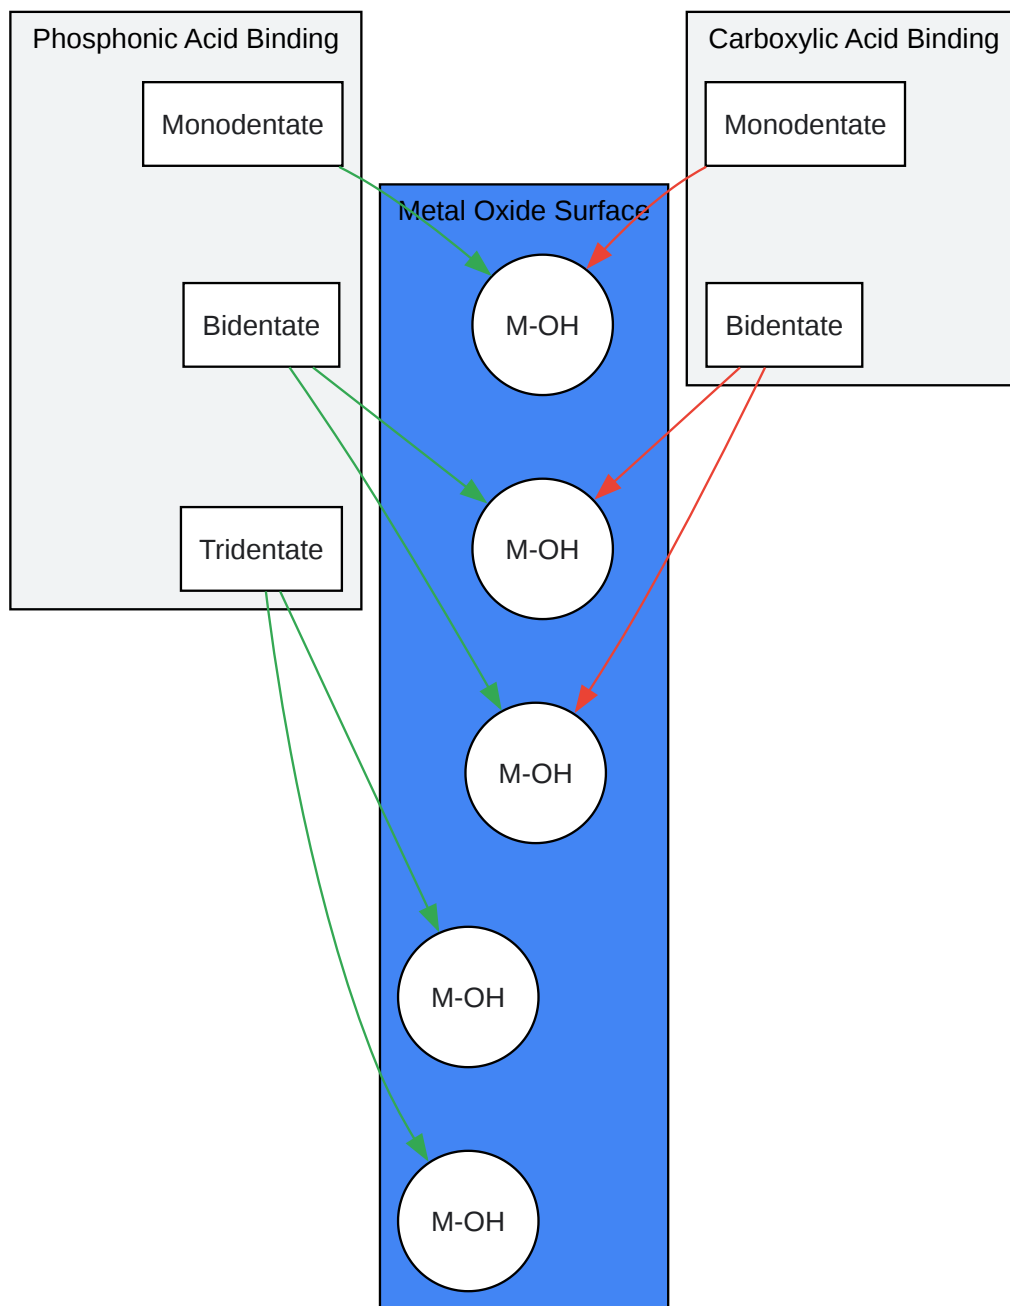 Phosphonic Acid Binding
Carboxylic Acid Binding
Monodentate
Monodentate
Metal Oxide Surface
Bidentate
M-OH
Bidentate
Tridentate
M-OH
M-OH
M-OH
M-OH